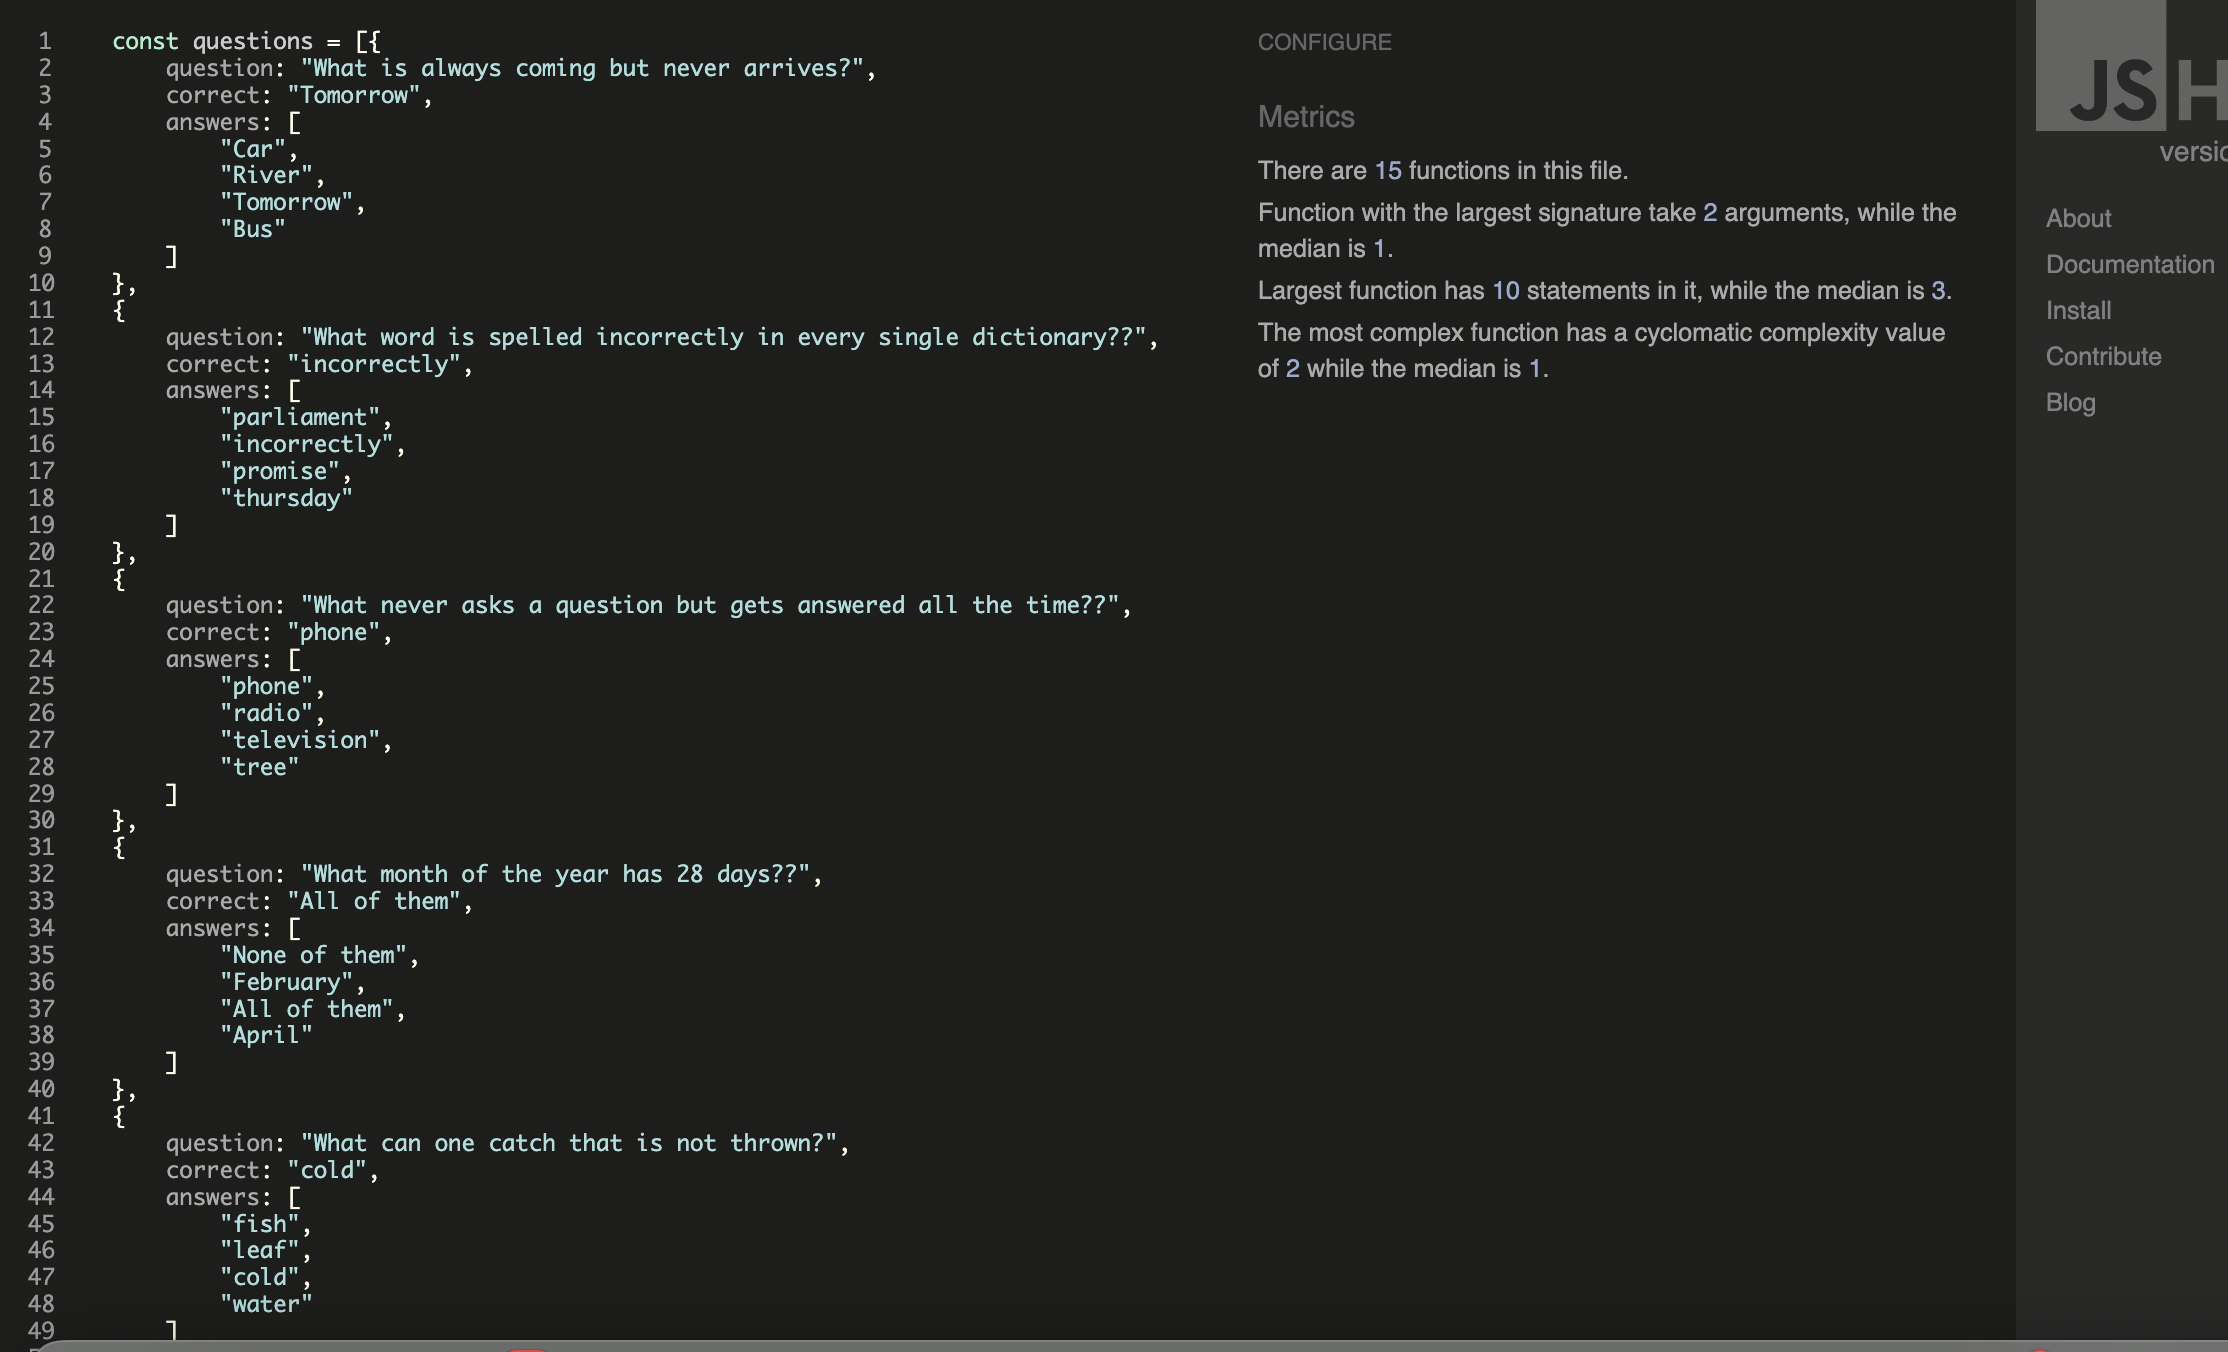 1 const questions = [{
2 question: "What is always coming but never arrives?",
3 correct: "Tomorrow",
4 answers: [
5 "Car",
6 "River",
7 "Tomorrow",
8 "Bus"
9 ]
10 },
11 {
12 question: "What word is spelled incorrectly in every single dictionary??",
13 correct: "incorrectly",
14 answers: [
15 "parliament",
16 "incorrectly",
17 "promise",
18 "thursday"
19 ]
20 },
21 {
22 question: "What never asks a question but gets answered all the time??",
23 correct: "phone",
24 answers: [
25 "phone",
26 "radio",
27 "television",
28 "tree"
29 ]
30 },
31 {
32 question: "What month of the year has 28 days??",
33 correct: "All of them",
34 answers: [
35 "None of them",
36 "February",
37 "All of them",
38 "April"
39 ]
40 },
41 {
42 question: "What can one catch that is not thrown?",
43 correct: "cold",
44 answers: [
45 "fish",
46 "leaf",
47 "cold",
48 "water"
49 ]
CONFIGURE
Metrics
There are 15 functions in this file.
Function with the largest signature take 2 arguments, while the
median is 1.
Largest function has 10 statements in it, while the median is 3.
The most complex function has a cyclomatic complexity value
of 2 while the median is 1.
JSH
versio
About
Documentation
Install
Contribute
Blog